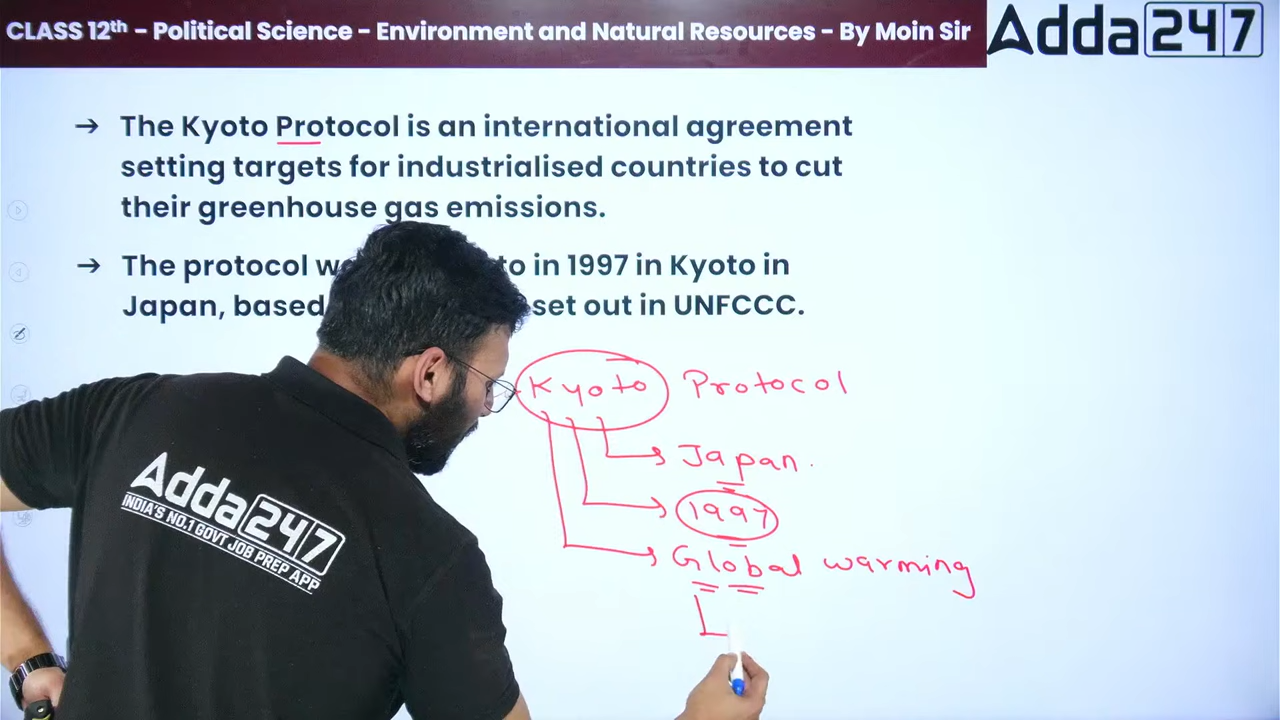 CLASS 12th - Political Science - Environment and Natural Resources - By Moin Sir
Adda247
→ The Kyoto Protocol is an international agreement
setting targets for industrialised countries to cut
their greenhouse gas emissions.
→ The protocol to in 1997 in Kyoto in
Japan, based set out in UNFCCC.
Kyoto Protocol
Japan.
1997
Global warming
Adda247
INDIA'S NO.1 GOVT JOB PREP APP